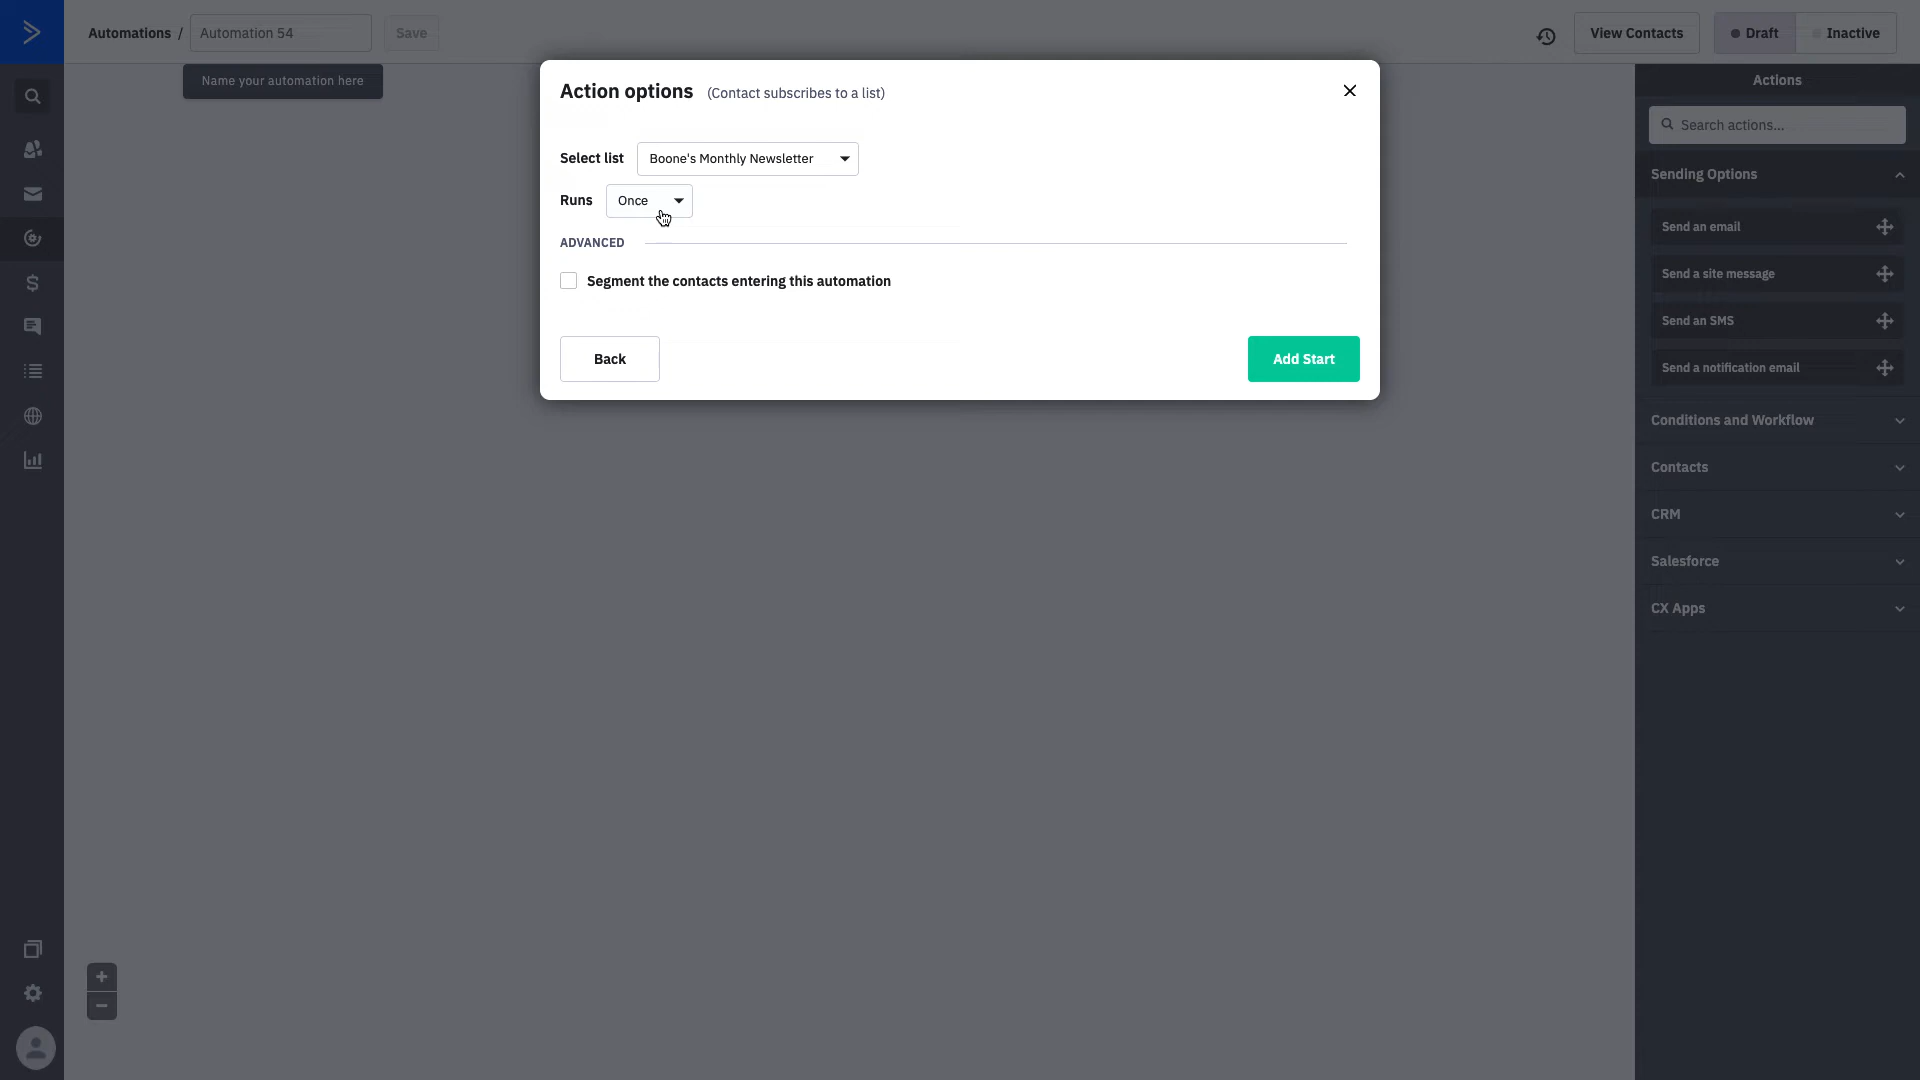 Automations / Automation 54 Save View Contacts Draft Inactive
Name your automation here
Action options (Contact subscribes to a list)
Select list Boone's Monthly Newsletter
Runs Once
ADVANCED
Segment the contacts entering this automation
Back Add Start
Actions
Search actions...
Sending Options
Send an email
Send a site message
Send an SMS
Send a notification email
Conditions and Workflow
Contacts
CRM
Salesforce
CX Apps